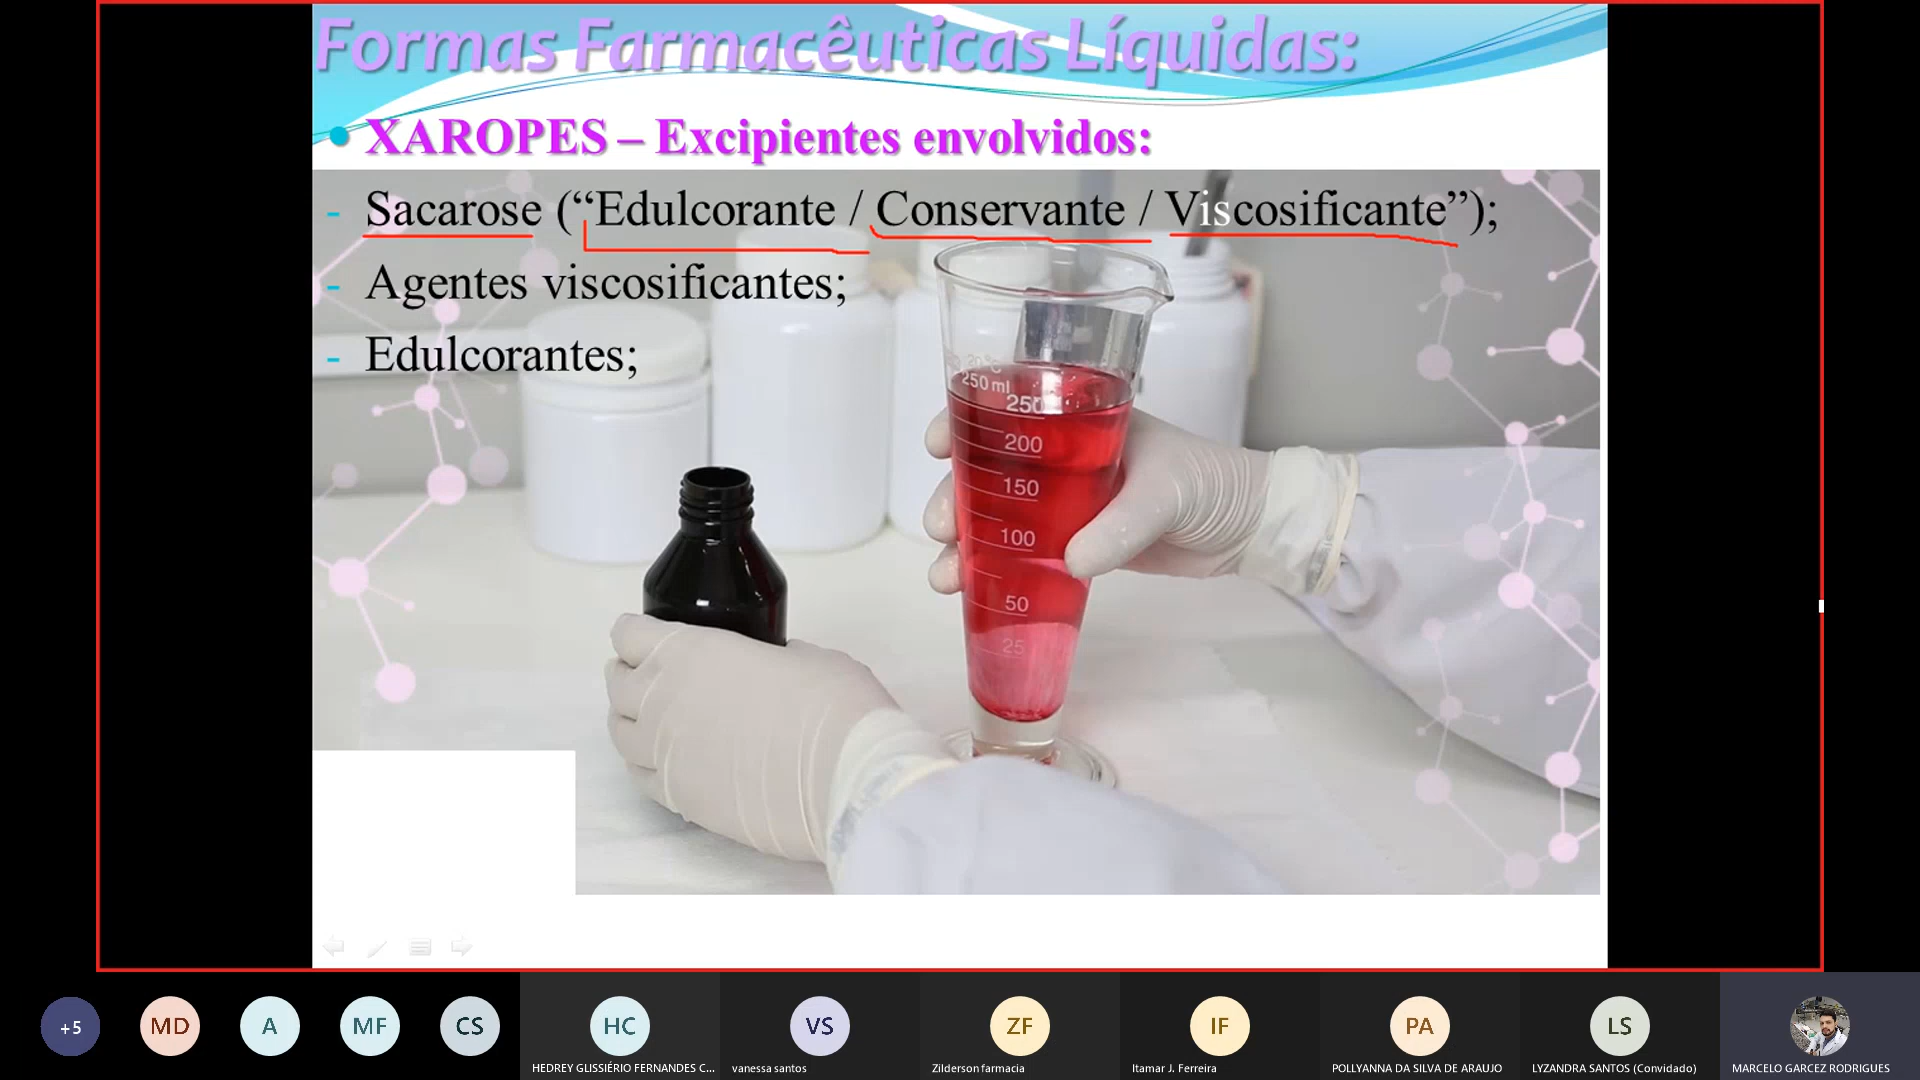 Formas Farmacêuticas Líquidas:
XAROPES – Excipientes envolvidos:
- Sacarose (“Edulcorante / Conservante / Viscosificante”);
- Agentes viscosificantes;
- Edulcorantes;
20 °C
250 ml
250
200
150
100
50
25
+5
MD
A
MF
CS
HC
VS
ZF
IF
PA
LS
HEDREY GLISSIÉRIO FERNANDES C...
vanessa santos
Zilderson farmacia
Itamar J. Ferreira
POLLYANNA DA SILVA DE ARAUJO
LYZANDRA SANTOS (Convidado)
MARCELO GARCEZ RODRIGUES